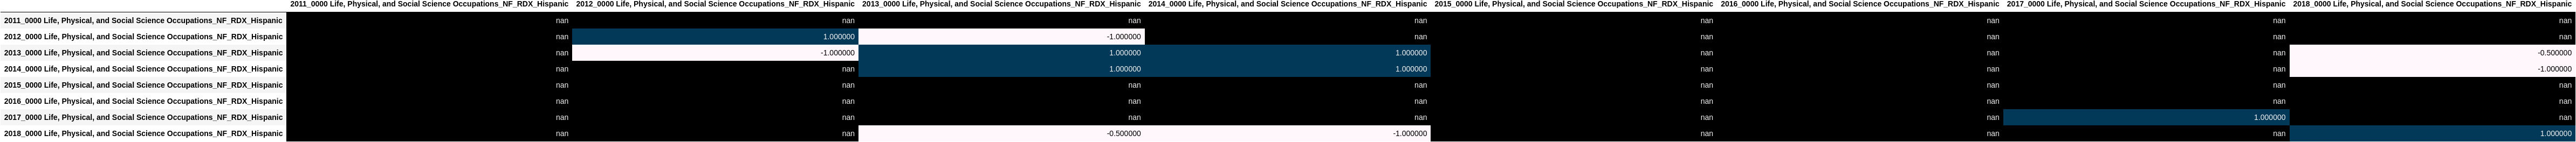 2011_0000 Life, Physical, and Social Science Occupations_NF_RDX_Hispanic 2012_0000 Life, Physical, and Social Science Occupations_NF_RDX_Hispanic 2013_0000 Life, Physical, and Social Science Occupations_NF_RDX_Hispanic 2014_0000 Life, Physical, and Social Science Occupations_NF_RDX_Hispanic 2015_0000 Life, Physical, and Social Science Occupations_NF_RDX_Hispanic 2016_0000 Life, Physical, and Social Science Occupations_NF_RDX_Hispanic 2017_0000 Life, Physical, and Social Science Occupations_NF_RDX_Hispanic 2018_0000 Life, Physical, and Social Science Occupations_NF_RDX_Hispanic
2011_0000 Life, Physical, and Social Science Occupations_NF_RDX_Hispanic nan nan nan nan nan nan nan nan
2012_0000 Life, Physical, and Social Science Occupations_NF_RDX_Hispanic nan 1.000000 -1.000000 nan nan nan nan nan
2013_0000 Life, Physical, and Social Science Occupations_NF_RDX_Hispanic nan -1.000000 1.000000 1.000000 nan nan nan -0.500000
2014_0000 Life, Physical, and Social Science Occupations_NF_RDX_Hispanic nan nan 1.000000 1.000000 nan nan nan -1.000000
2015_0000 Life, Physical, and Social Science Occupations_NF_RDX_Hispanic nan nan nan nan nan nan nan nan
2016_0000 Life, Physical, and Social Science Occupations_NF_RDX_Hispanic nan nan nan nan nan nan nan nan
2017_0000 Life, Physical, and Social Science Occupations_NF_RDX_Hispanic nan nan nan nan nan nan 1.000000 nan
2018_0000 Life, Physical, and Social Science Occupations_NF_RDX_Hispanic nan nan -0.500000 -1.000000 nan nan nan 1.000000